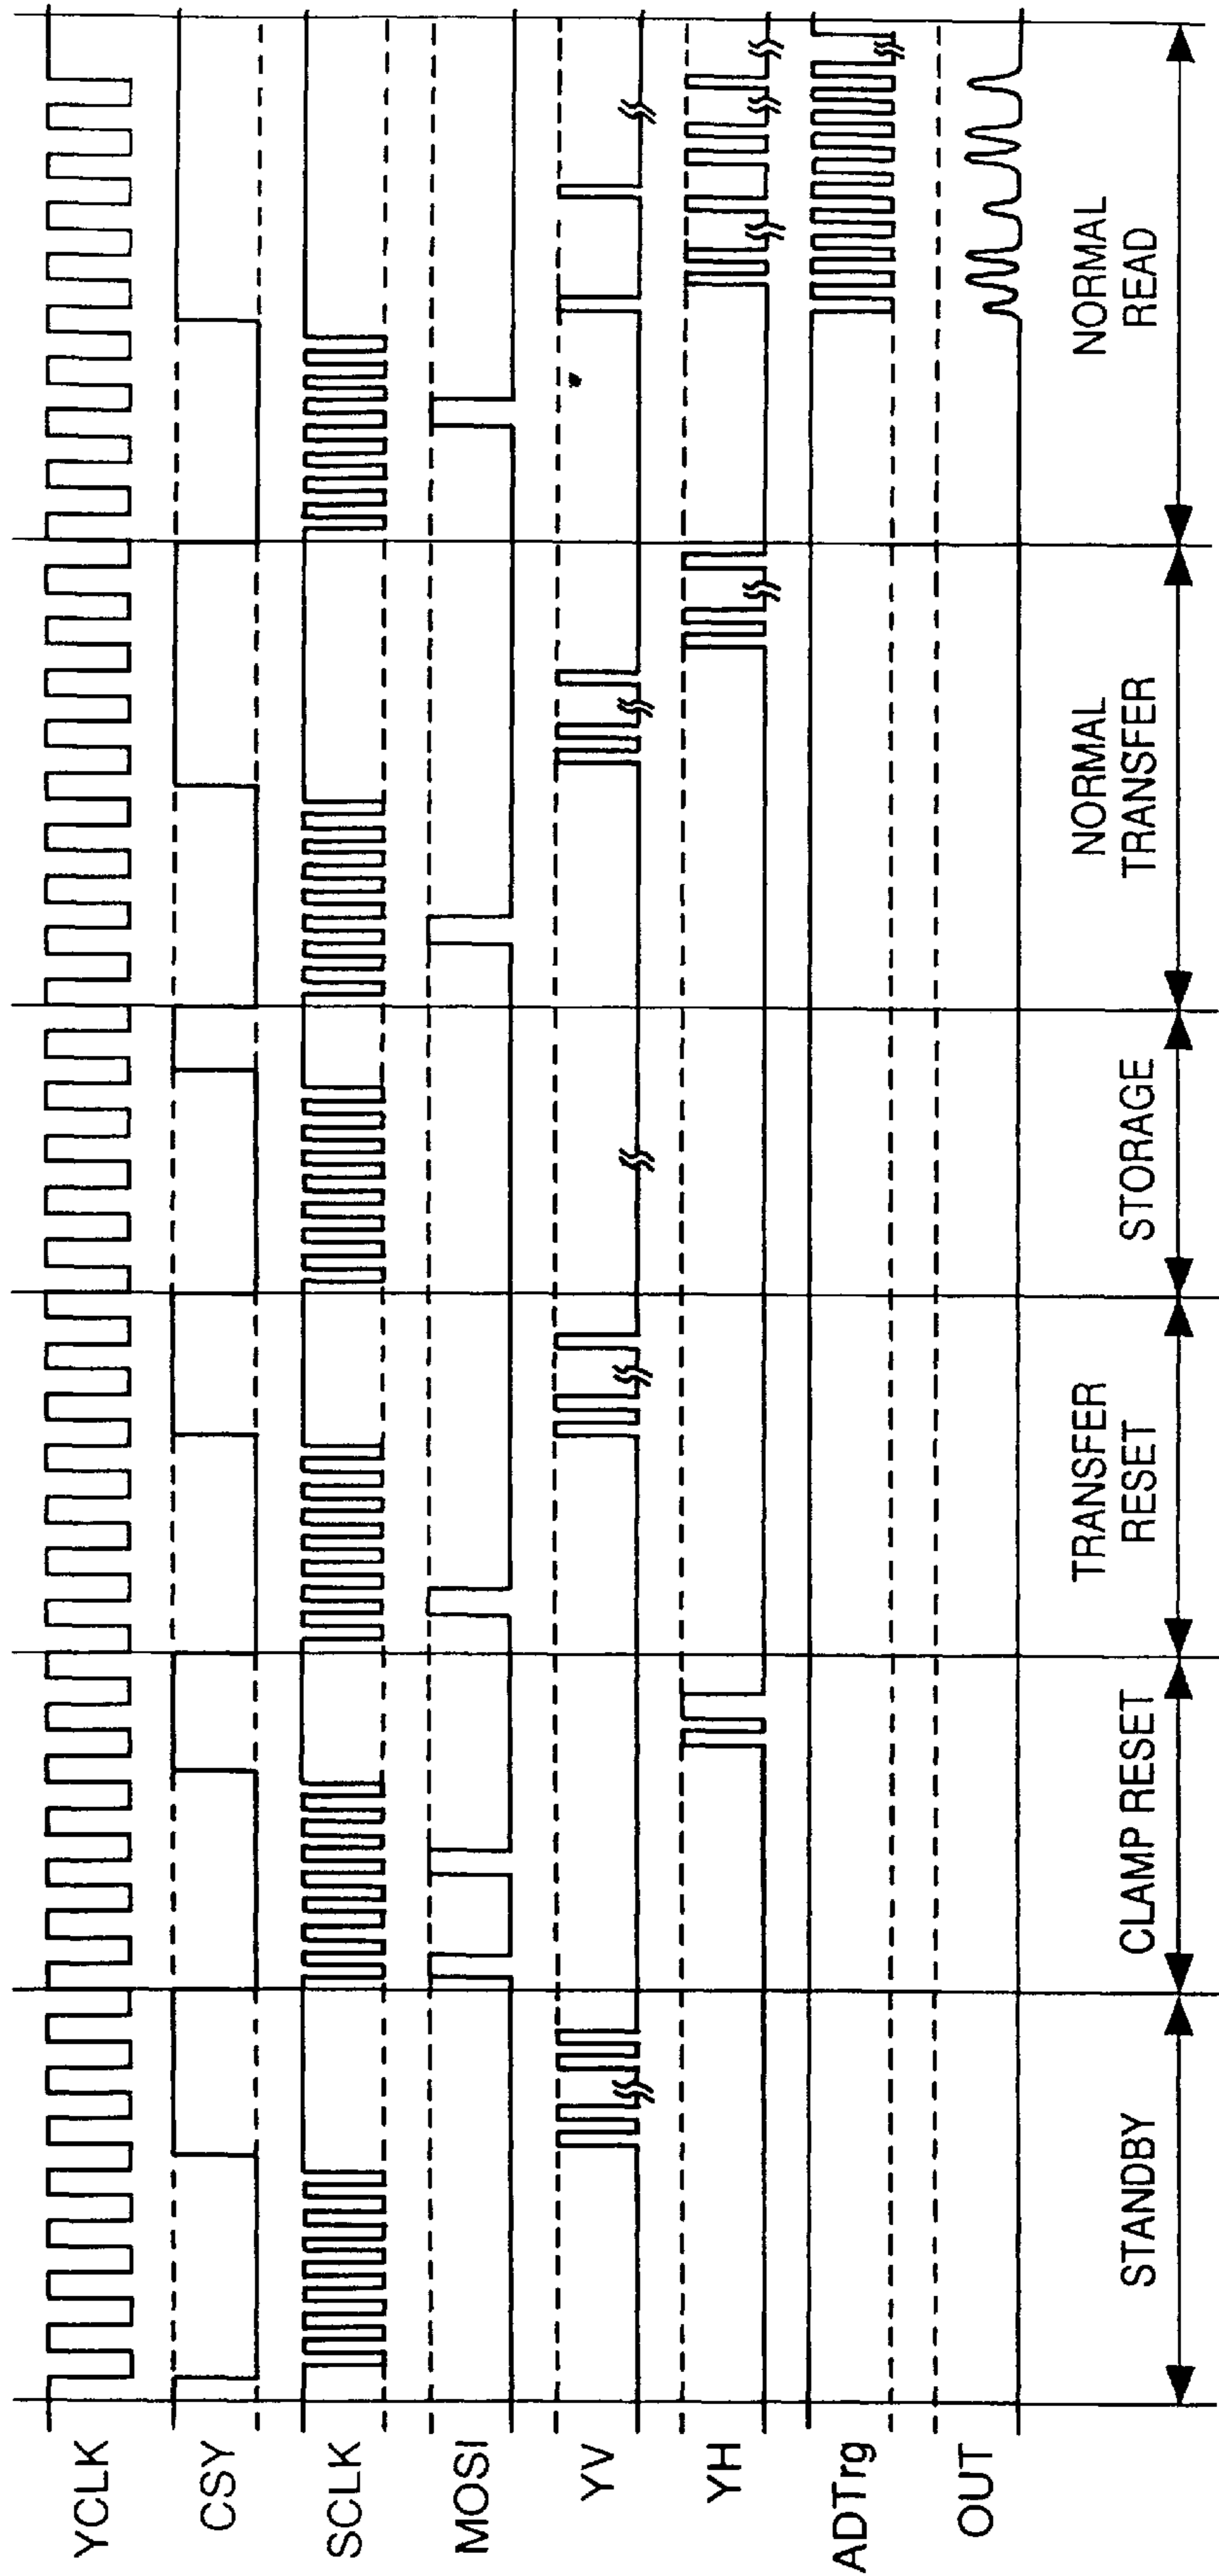 YCLK
CSY
SCLK
MOSI
YV
YH
ADTrg
OUT
STANDBY
CLAMP RESET
TRANSFER
RESET
STORAGE
NORMAL
TRANSFER
NORMAL
READ